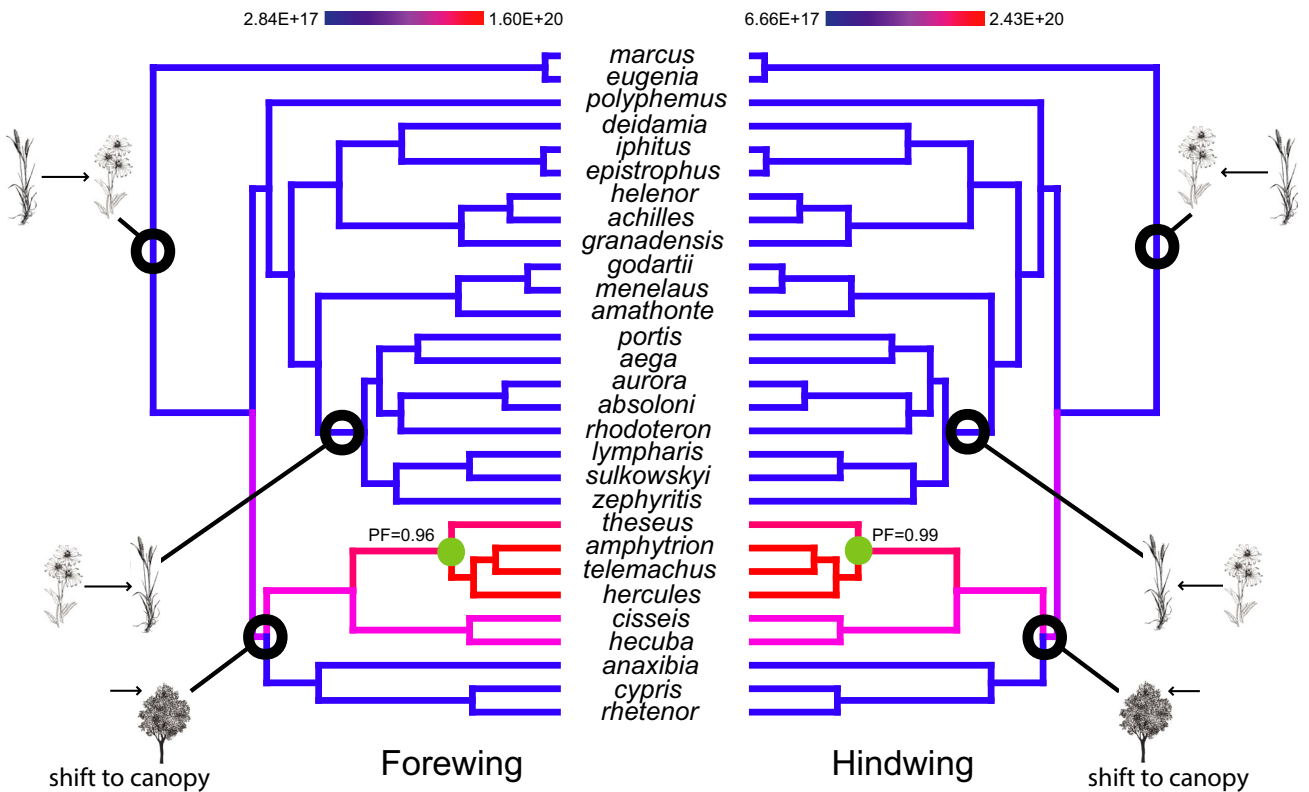 2.84E+17 1.60E+20 6.66E+17 2.43E+20
marcus
eugenia
polyphemus
deidamia
iphitus
epistrophus
helenor
achilles
granadensis
godartii
menelaus
amathonte
portis
aega
aurora
absoloni
rhodoteron
lympharis
sulkowskyi
zephyritis
theseus
PF=0.96 PF=0.99
amphytrion
telemachus
hercules
cisseis
hecuba
anaxibia
cypris
rhetenor
Forewing Hindwing
shift to canopy shift to canopy